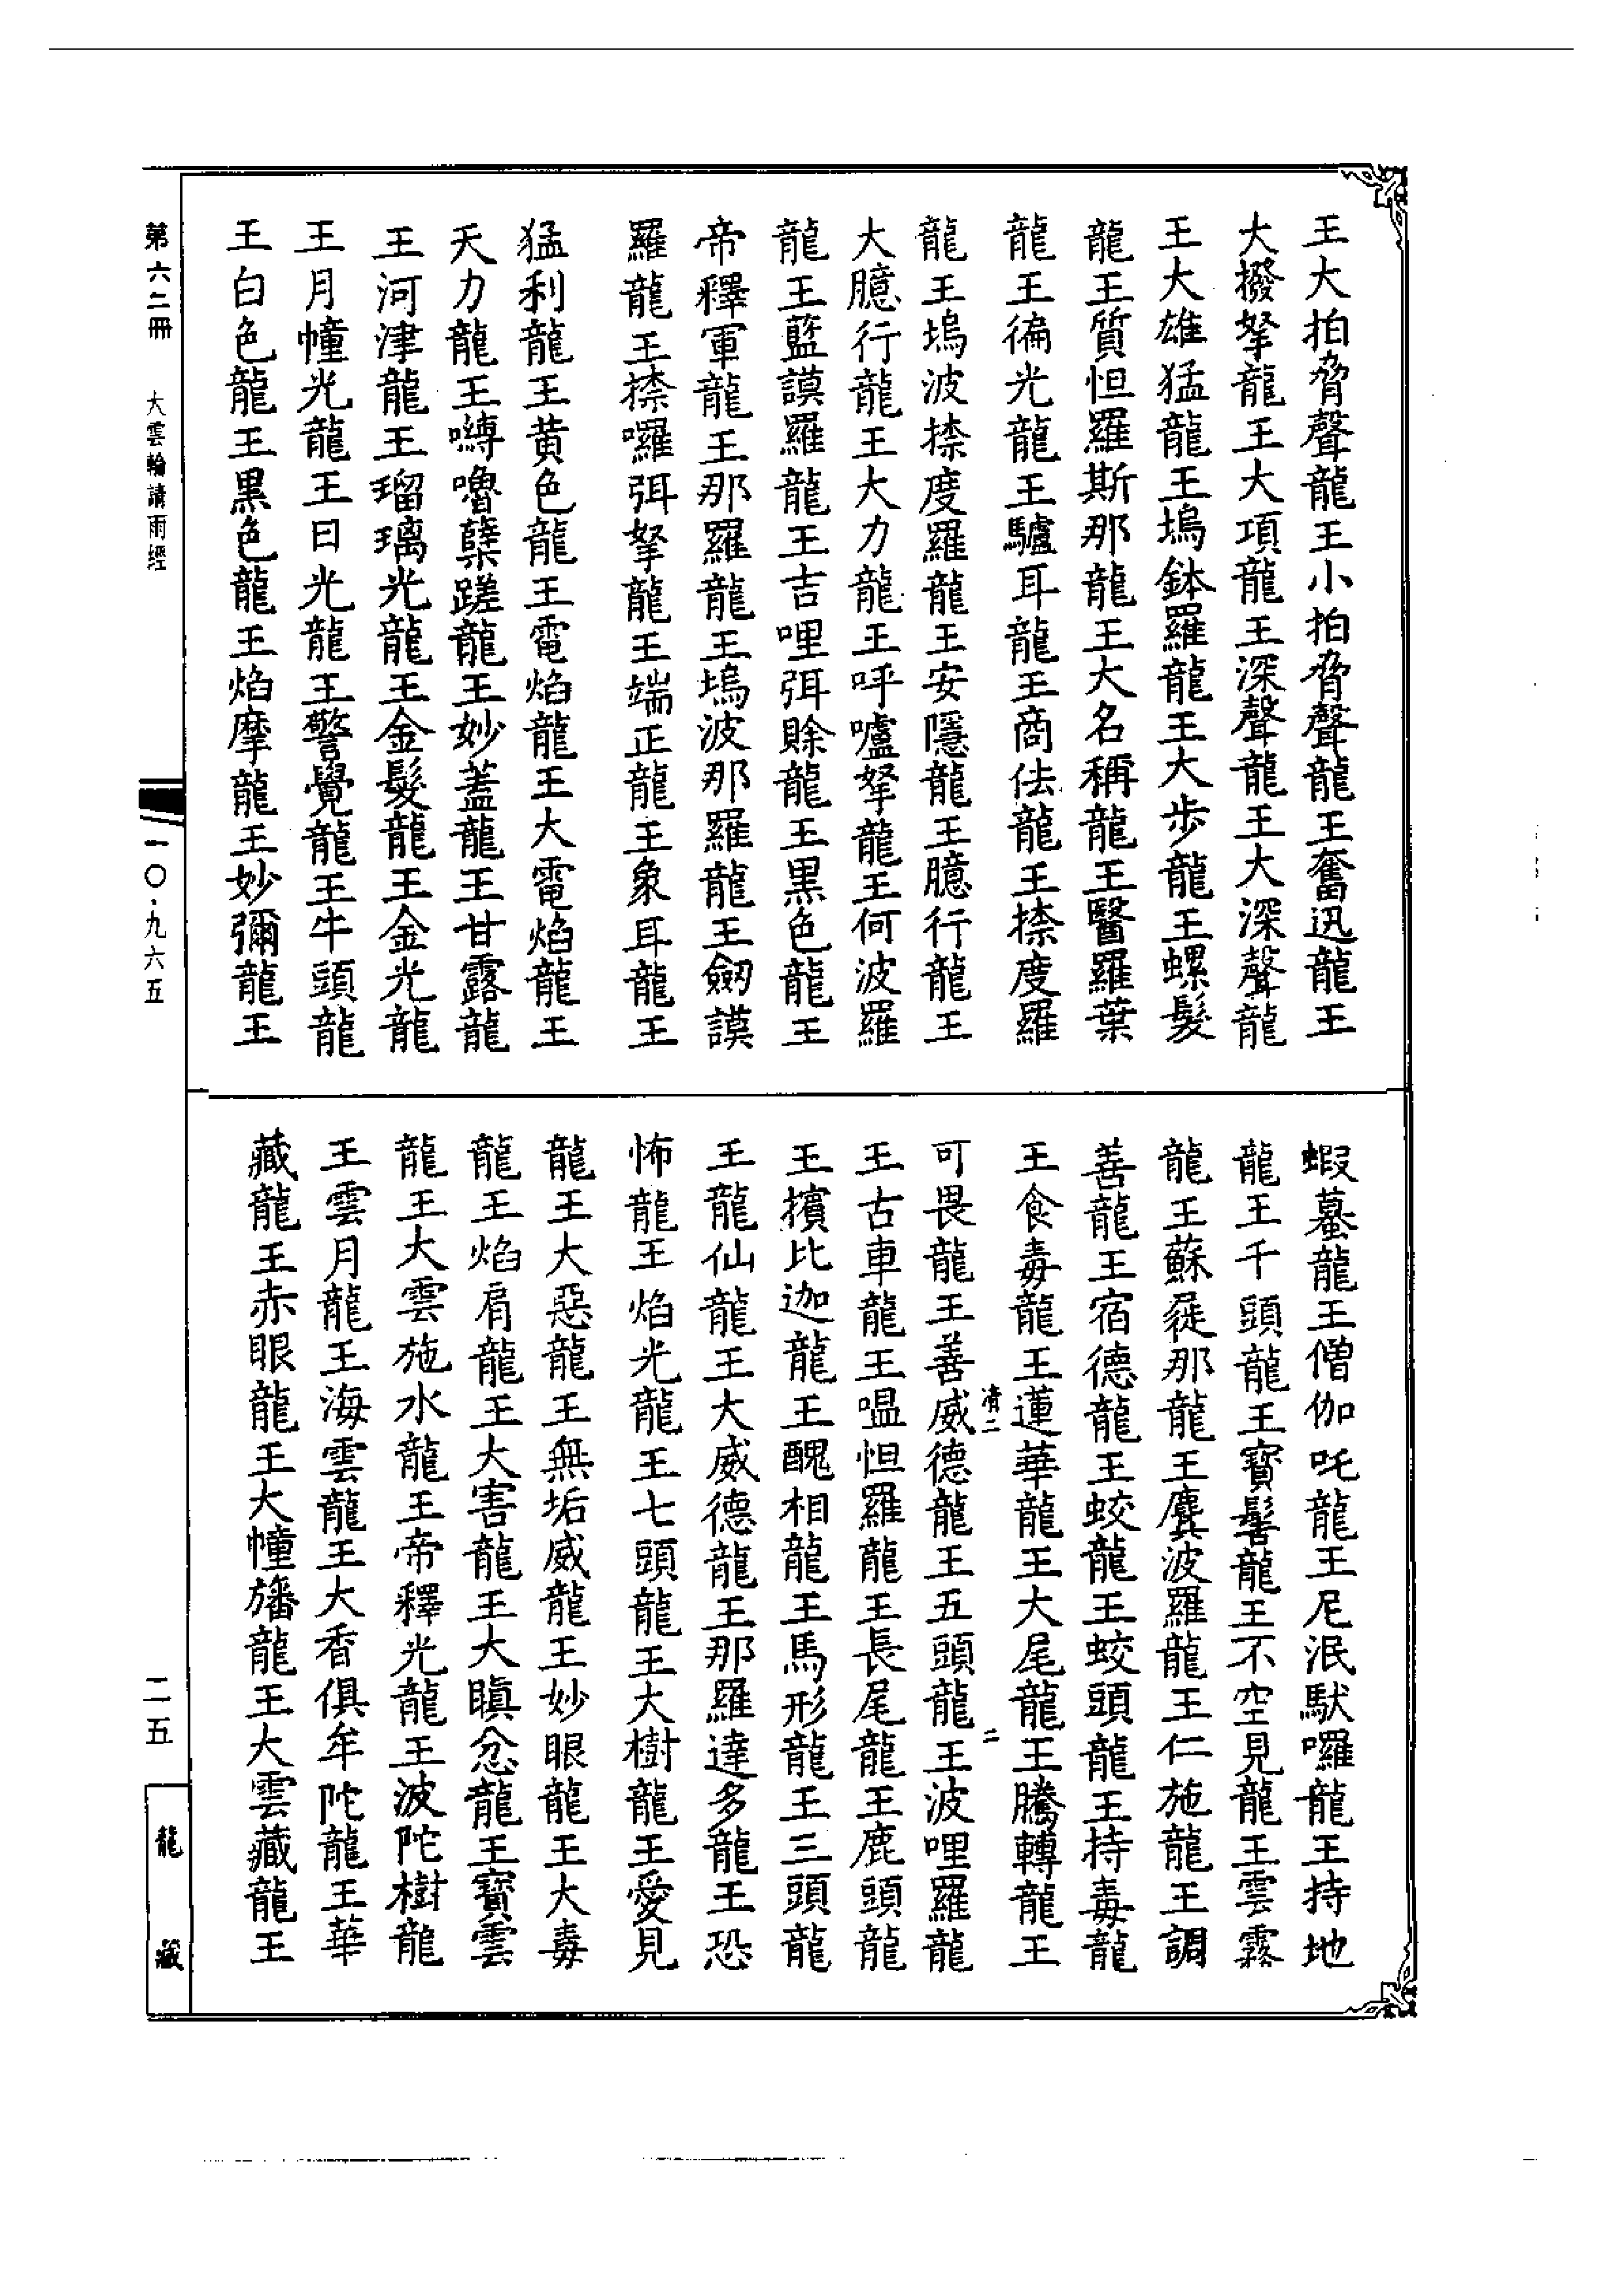 王大拍脅聲龍王小拍脅聲龍王奮迅龍王
大撥拏龍王大項龍王深聲龍王大深聲龍
王大雄猛龍王塢鉢羅龍王大步龍王螺髮
龍王質怛羅斯那龍王大名稱龍王醫羅葉
龍王徧光龍王驢耳龍王商佉龍王捺度羅
龍王塢波捺度羅龍王安隱龍王臆行龍王
大臆行龍王大力龍王呼嚧拏龍王何波羅
龍王藍謨羅龍王吉哩弭賖龍王黒色龍王
帝釋軍龍王那羅龍王塢波那羅龍王劒謨
羅龍王捺囉弭拏龍王端正龍王象耳龍王
猛利龍王黄色龍王電焰龍王大電焰龍王
天力龍王嚩嚕櫱蹉龍王妙蓋龍王甘露龍
王河津龍王瑠璃光龍王金髮龍王金光龍
王月幢光龍王日光龍王警覺龍王牛頭龍
王白色龍王黒色龍王焰摩龍王妙彌龍王
蝦蟇龍王僧伽吒龍王尼泯馱囉龍王持地
龍王千頭龍王寶髻龍王不空見龍王雲霧
龍王蘇屣那龍王麌波羅龍王仁施龍王調
善龍王宿德龍王蛟龍王蛟頭龍王持毒龍
王食毒龍王蓮華龍王大尾龍王騰轉龍王
清二 二
可畏龍王善威德龍王五頭龍王波哩羅龍
王古車龍王嗢怛羅龍王長尾龍王鹿頭龍
王擯比迦龍王醜相龍王馬形龍王三頭龍
王龍仙龍王大威德龍王那羅達多龍王恐
怖龍王焰光龍王七頭龍王大樹龍王愛見
龍王大惡龍王無垢威龍王妙眼龍王大毒
龍王焰肩龍王大害龍王大瞋忿龍王寶雲
龍王大雲施水龍王帝釋光龍王波陀樹龍
王雲月龍王海雲龍王大香俱牟陀龍王華
藏龍王赤眼龍王大幢旛龍王大雲藏龍王
第六二冊 大雲輪請雨經
一〇·九六五
二五
龍藏